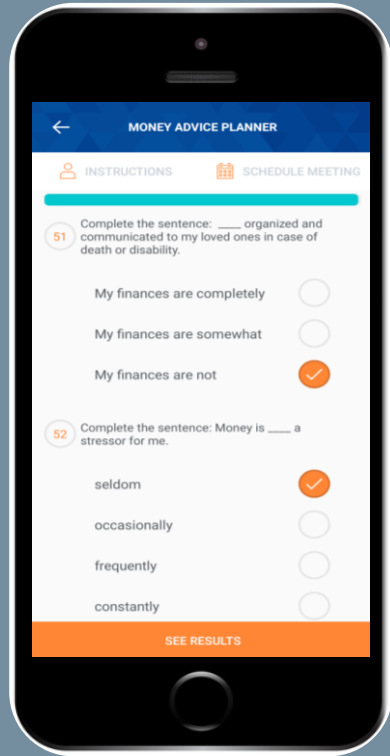 MONEY ADVICE PLANNER
INSTRUCTIONS
SCHEDULE MEETING
51
Complete the sentence: ____ organized and
communicated to my loved ones in case of
death or disability.
My finances are completely
My finances are somewhat
My finances are not
52
Complete the sentence: Money is ____ a
stressor for me.
seldom
occasionally
frequently
constantly
SEE RESULTS